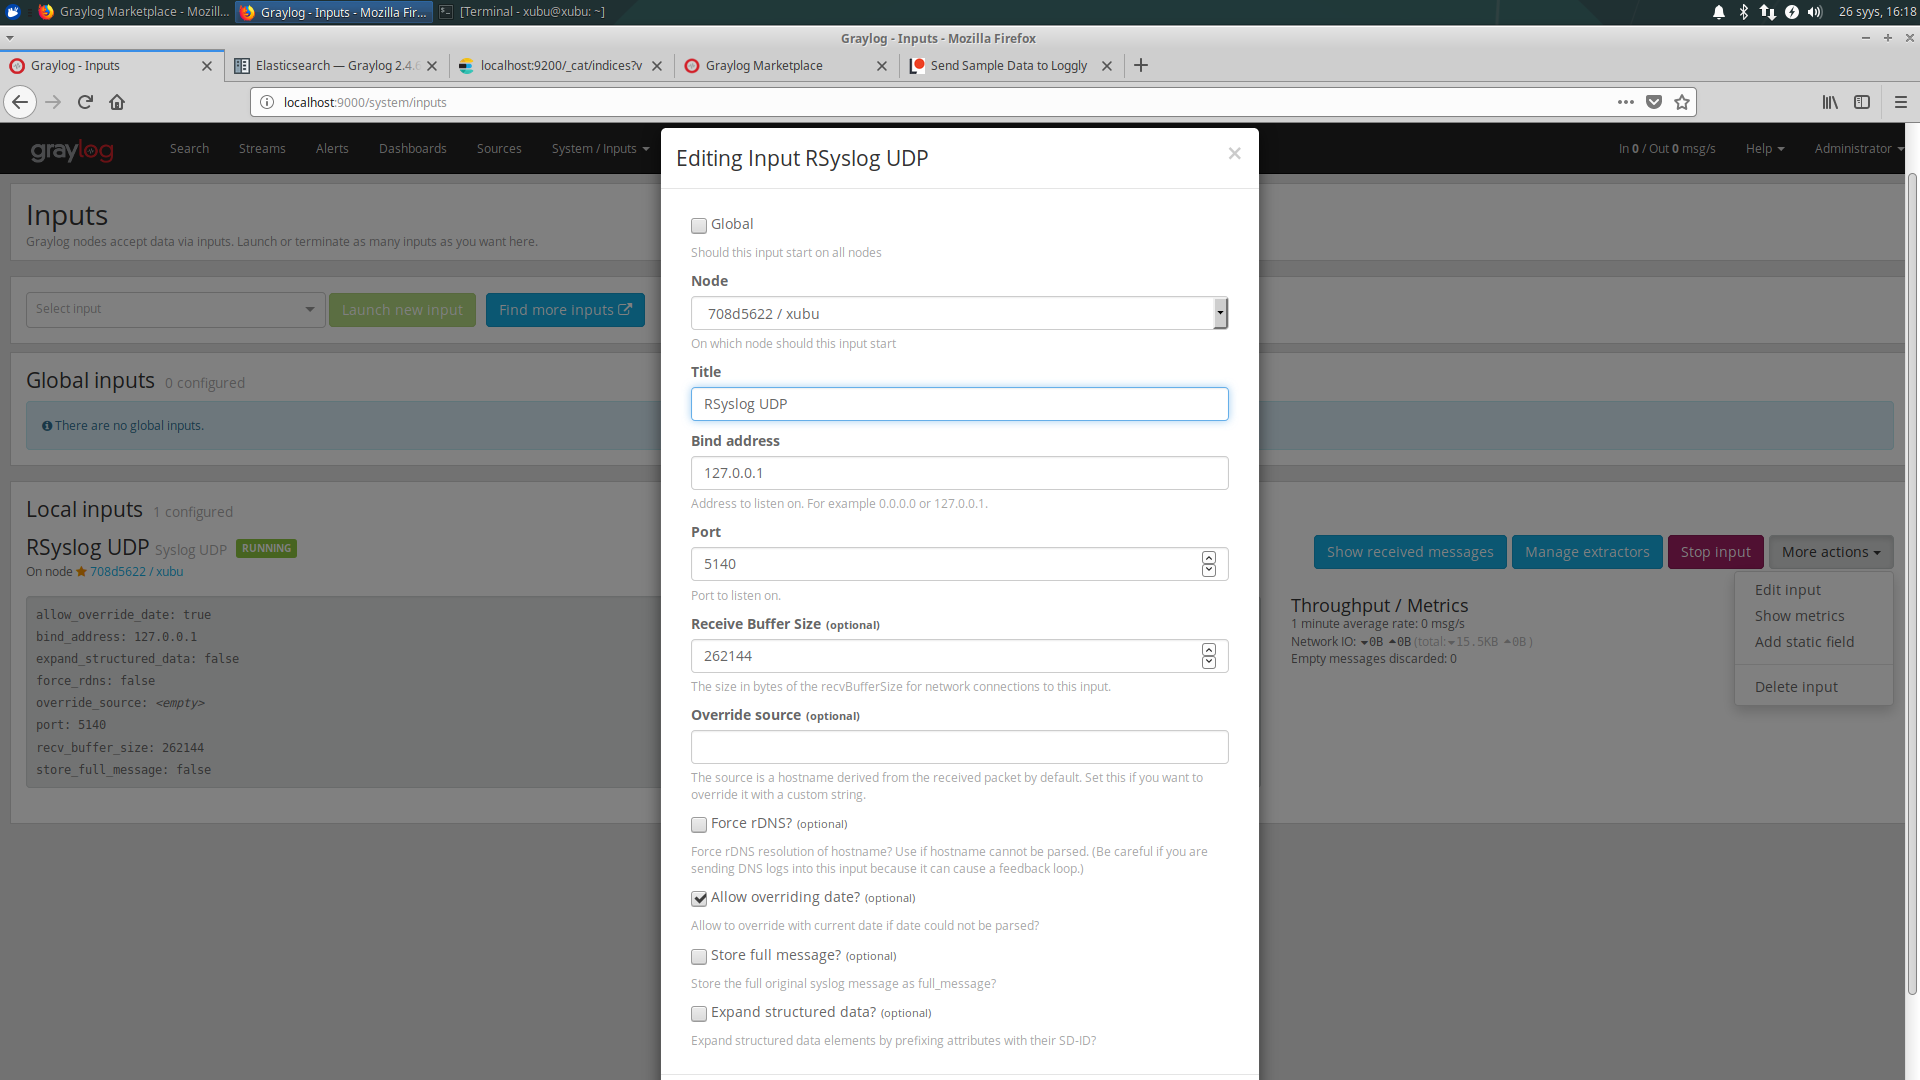 Graylog Marketplace - Mozill...
Graylog - Inputs - Mozilla Fir...
[Terminal - xubu@xubu: ~]
26 syys, 16:18
Graylog - Inputs - Mozilla Firefox
Graylog - Inputs
Elasticsearch — Graylog 2.4.
localhost:9200/_cat/indices?v
Graylog Marketplace
Send Sample Data to Loggly
localhost:9000/system/inputs
graylog
Search
Streams
Alerts
Dashboards
Sources
System / Inputs
In 0 / Out 0 msg/s
Help
Administrator
Inputs
Graylog nodes accept data via inputs. Launch or terminate as many inputs as you want here.
Select input
Launch new input
Find more inputs
Global inputs 0 configured
There are no global inputs.
Local inputs 1 configured
RSyslog UDP Syslog UDP RUNNING
On node 708d5622 / xubu
allow_override_date: true
bind_address: 127.0.0.1
expand_structured_data: false
force_rdns: false
override_source: <empty>
port: 5140
recv_buffer_size: 262144
store_full_message: false
Editing Input RSyslog UDP
×
Global
Should this input start on all nodes
Node
708d5622 / xubu
On which node should this input start
Title
RSyslog UDP
Bind address
127.0.0.1
Address to listen on. For example 0.0.0.0 or 127.0.0.1.
Port
5140
Port to listen on.
Receive Buffer Size (optional)
262144
The size in bytes of the recvBufferSize for network connections to this input.
Override source (optional)
The source is a hostname derived from the received packet by default. Set this if you want to
override it with a custom string.
Force rDNS? (optional)
Force rDNS resolution of hostname? Use if hostname cannot be parsed. (Be careful if you are
sending DNS logs into this input because it can cause a feedback loop.)
Allow overriding date? (optional)
Allow to override with current date if date could not be parsed?
Store full message? (optional)
Store the full original syslog message as full_message?
Expand structured data? (optional)
Expand structured data elements by prefixing attributes with their SD-ID?
Show received messages
Manage extractors
Stop input
More actions
Edit input
Show metrics
Add static field
Delete input
Throughput / Metrics
1 minute average rate: 0 msg/s
Network IO: 0B 0B (total: 15.5KB 0B )
Empty messages discarded: 0